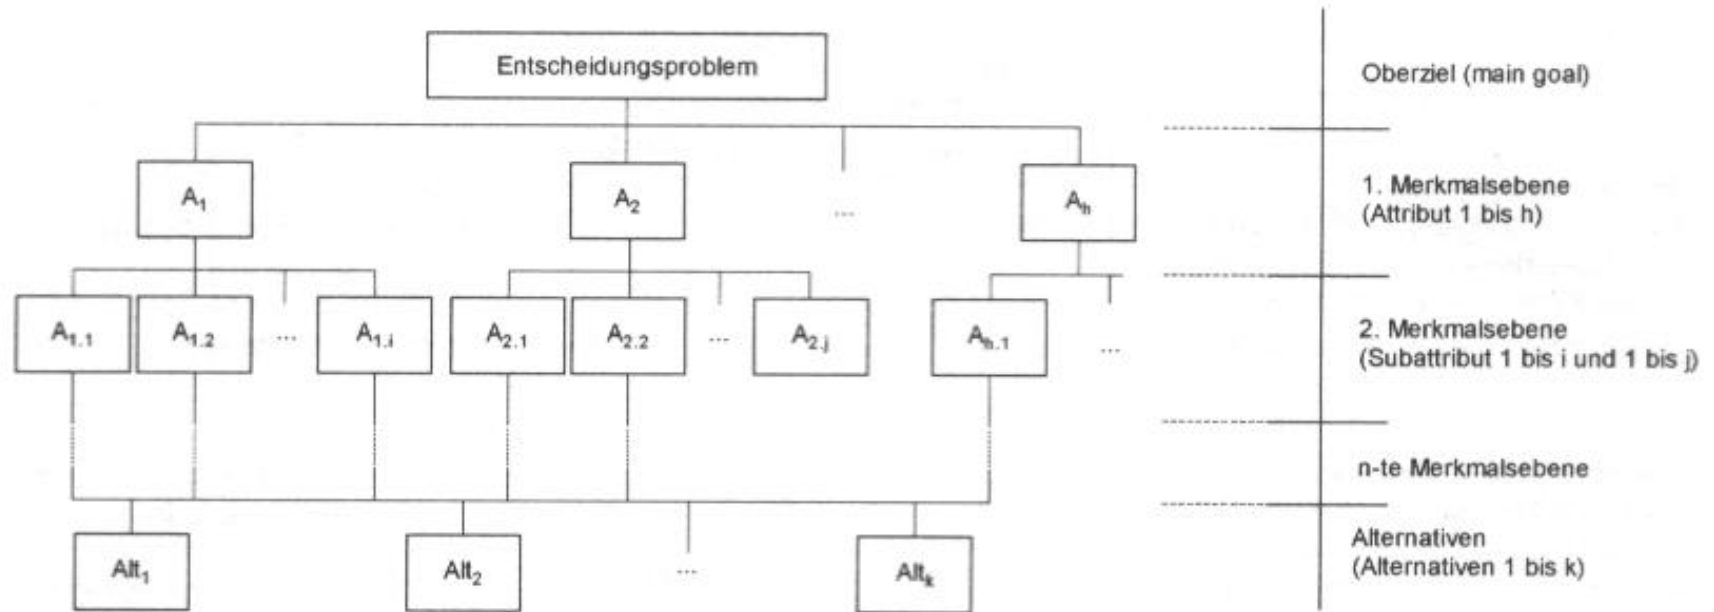 Entscheidungsproblem
Oberziel (main goal)
A₁
A₂
...
Aₕ
1. Merkmalsebene
(Attribut 1 bis h)
A₁.₁
A₁.₂
...
A₁.ᵢ
A₂.₁
A₂.₂
...
A₂.ⱼ
Aₕ.₁
...
2. Merkmalsebene
(Subattribut 1 bis i und 1 bis j)
n-te Merkmalsebene
Alt₁
Alt₂
...
Altₖ
Alternativen
(Alternativen 1 bis k)